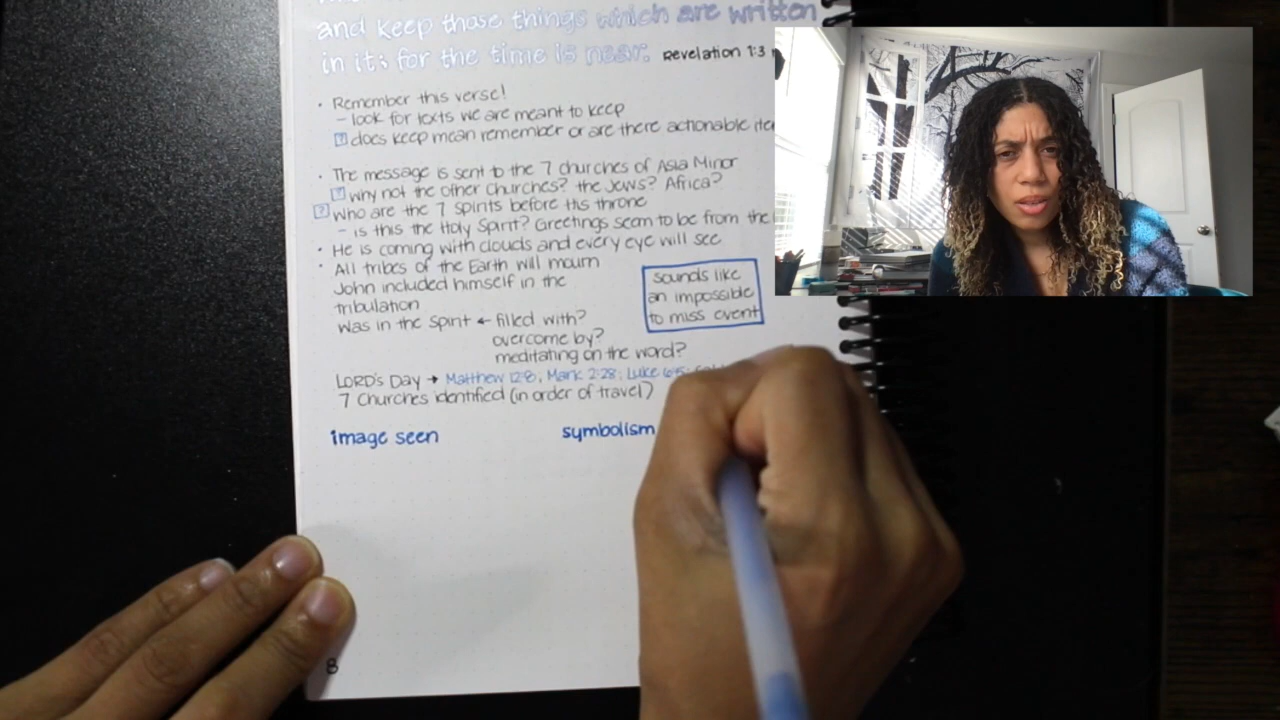 and keep those things which are written
in it: for the time is near. Revelation 1:3
• Remember this verse!
- look for texts we are meant to keep
? does keep mean remember or are there actionable
• The message is sent to the 7 churches of Asia Minor
? why not the other churches? the Jews? Africa?
? Who are the 7 spirits before His throne
- is this the Holy Spirit? Greetings seem to be from the
• He is coming with clouds and every eye will see
• All tribes of the Earth will mourn
John included himself in the
tribulation
Was in the Spirit ← filled with?
overcome by?
meditating on the word?
sounds like
an impossible
to miss event
LORD's Day → Matthew 12:8; Mark 2:28; Luke 6:5;
7 Churches identified (in order of travel)
image seen symbolism
8